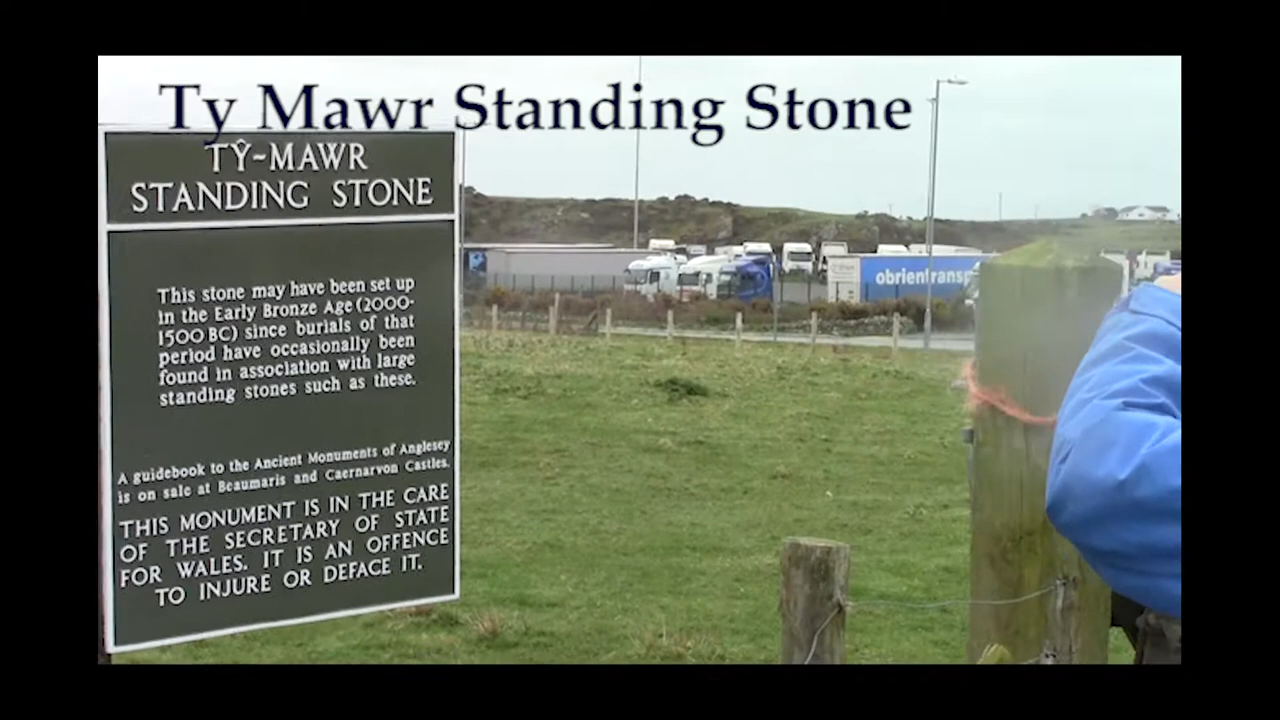 Ty Mawr Standing Stone
TŶ-MAWR
STANDING STONE
This stone may have been set up
in the Early Bronze Age (2000-
1500 BC) since burials of that
period have occasionally been
found in association with large
standing stones such as these.
A guidebook to the Ancient Monuments of Anglesey
is on sale at Beaumaris and Caernarvon Castles.
THIS MONUMENT IS IN THE CARE
OF THE SECRETARY OF STATE
FOR WALES. IT IS AN OFFENCE
TO INJURE OR DEFACE IT.
obrientransp